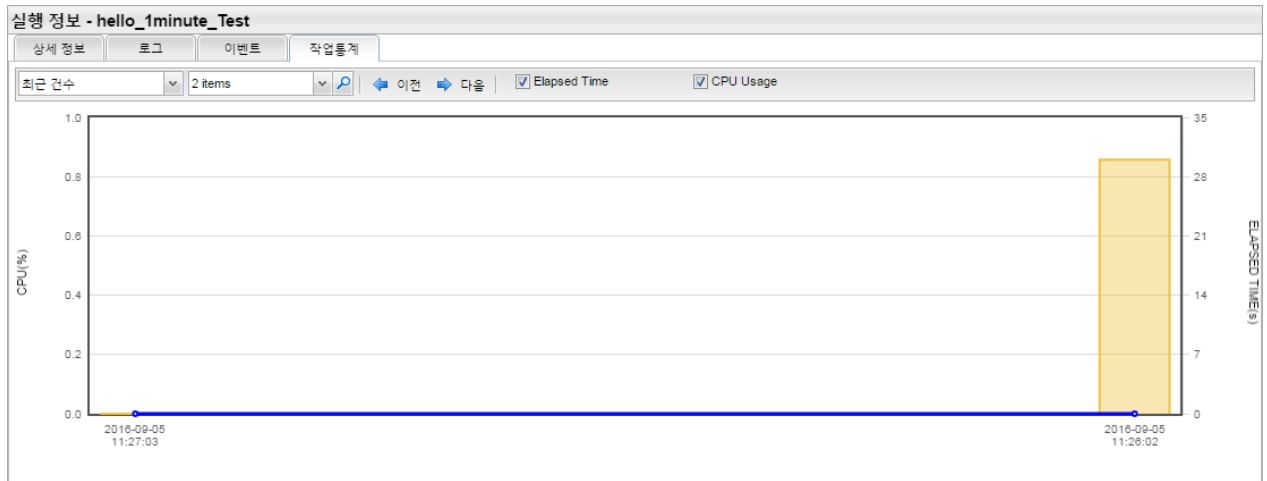 실행 정보 - hello_1minute_Test
상세 정보 로그 이벤트 작업통계
최근 건수 2 items 이전 다음 Elapsed Time CPU Usage
1.0 35
0.8 28
0.6 21
CPU(%) ELAPSED TIME(s)
0.4 14
0.2 7
0.0 0
2016-09-05 2016-09-05
11:27:03 11:26:02